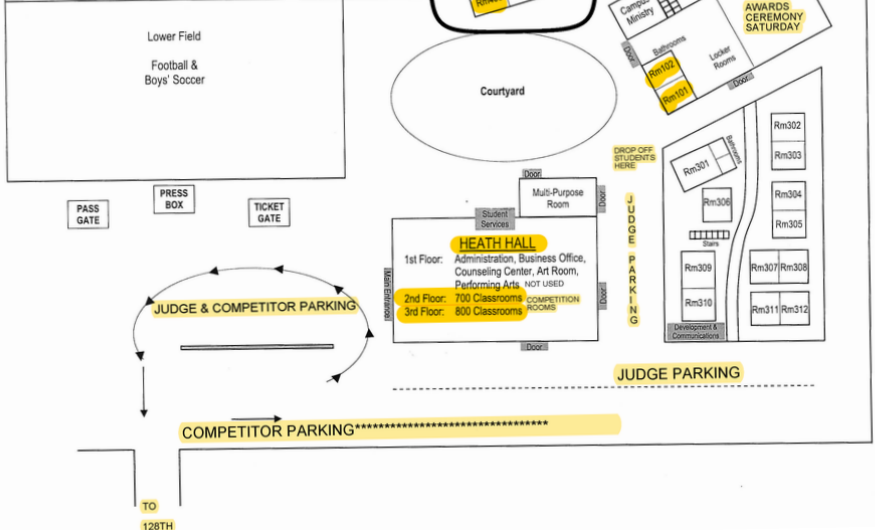 Lower Field
Football &
Boys' Soccer
Courtyard
Campus
Ministry
AWARDS
CEREMONY
SATURDAY
Door
Bathrooms
Locker
Rooms
Rm102
Rm101
Door
DROP OFF
STUDENTS
HERE
Rm301
Bathrooms
Rm302
Rm303
Rm304
Rm305
Rm306
Stairs
Rm309
Rm310
Rm307
Rm308
Rm311
Rm312
Development &
Communications
PASS
GATE
PRESS
BOX
TICKET
GATE
Door
Multi-Purpose
Room
Door
Student
Services
HEATH HALL
1st Floor: Administration, Business Office,
Counseling Center, Art Room,
Performing Arts NOT USED
2nd Floor: 700 Classrooms
3rd Floor: 800 Classrooms
COMPETITION
ROOMS
Main Entrance
Door
Door
JUDGE PARKING
JUDGE & COMPETITOR PARKING
JUDGE PARKING
COMPETITOR PARKING*********************************
TO
128TH